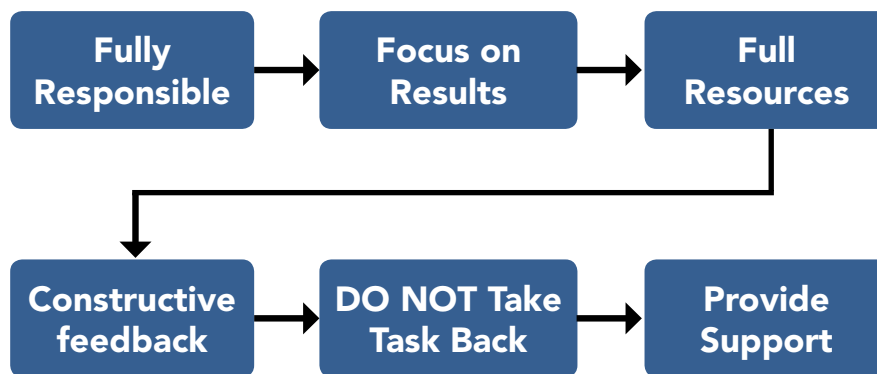 Fully
Responsible
Focus on
Results
Full
Resources
Constructive
feedback
DO NOT Take
Task Back
Provide
Support